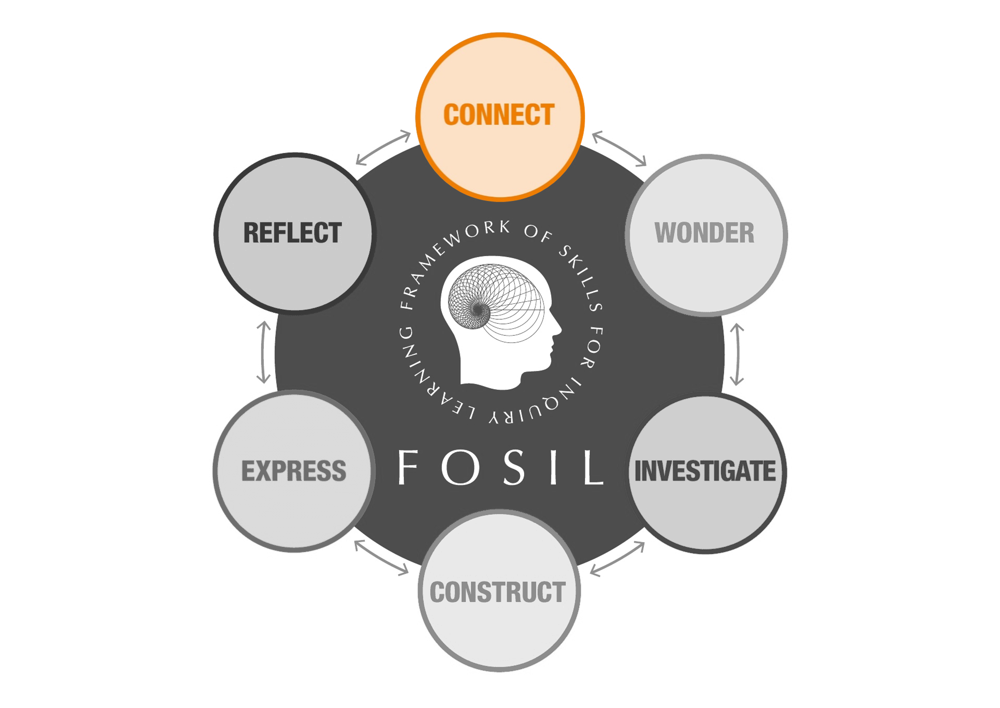 CONNECT
WONDER
INVESTIGATE
CONSTRUCT
EXPRESS
REFLECT
FRAMEWORK OF SKILLS FOR INQUIRY LEARNING
FOSIL